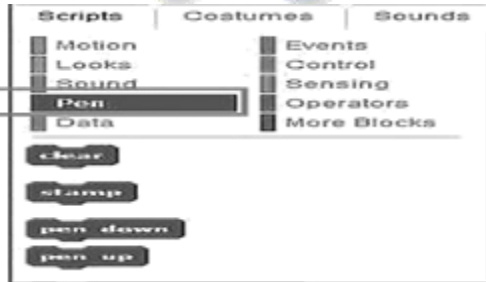 Scripts Costumes Sounds
Motion Events
Looks Control
Sound Sensing
Pen Operators
Data More Blocks
clear
stamp
pen down
pen up